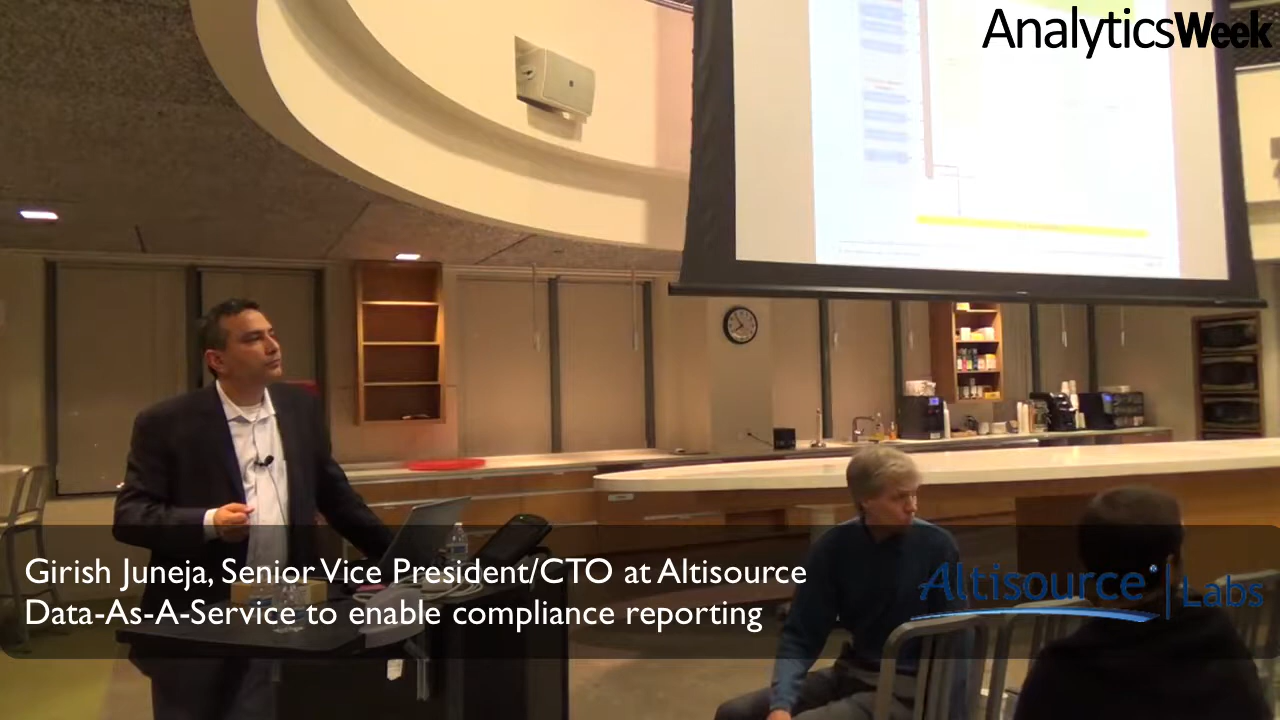 AnalyticsWeek
Girish Juneja, Senior Vice President/CTO at Altisource
Data-As-A-Service to enable compliance reporting
Altisource Labs